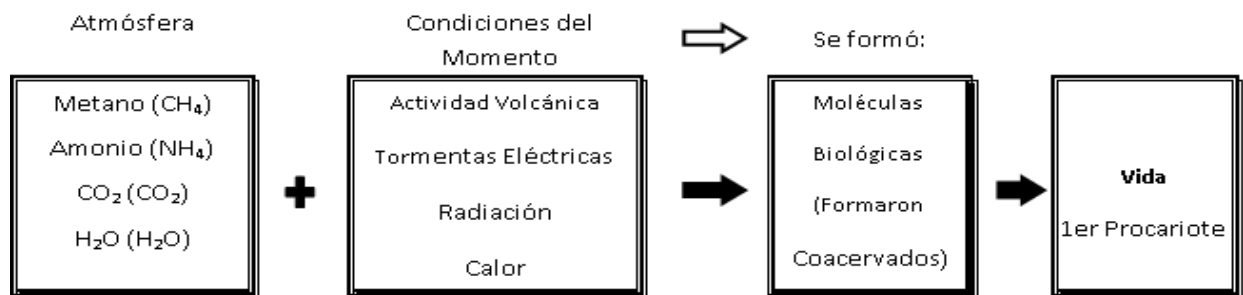 Atmósfera
Metano (CH₄)
Amonio (NH₄)
CO₂ (CO₂)
H₂O (H₂O)
Condiciones del
Momento
Actividad Volcánica
Tormentas Eléctricas
Radiación
Calor
Se formó:
Moléculas
Biológicas
(Formaron
Coacervados)
Vida
1er Procariote